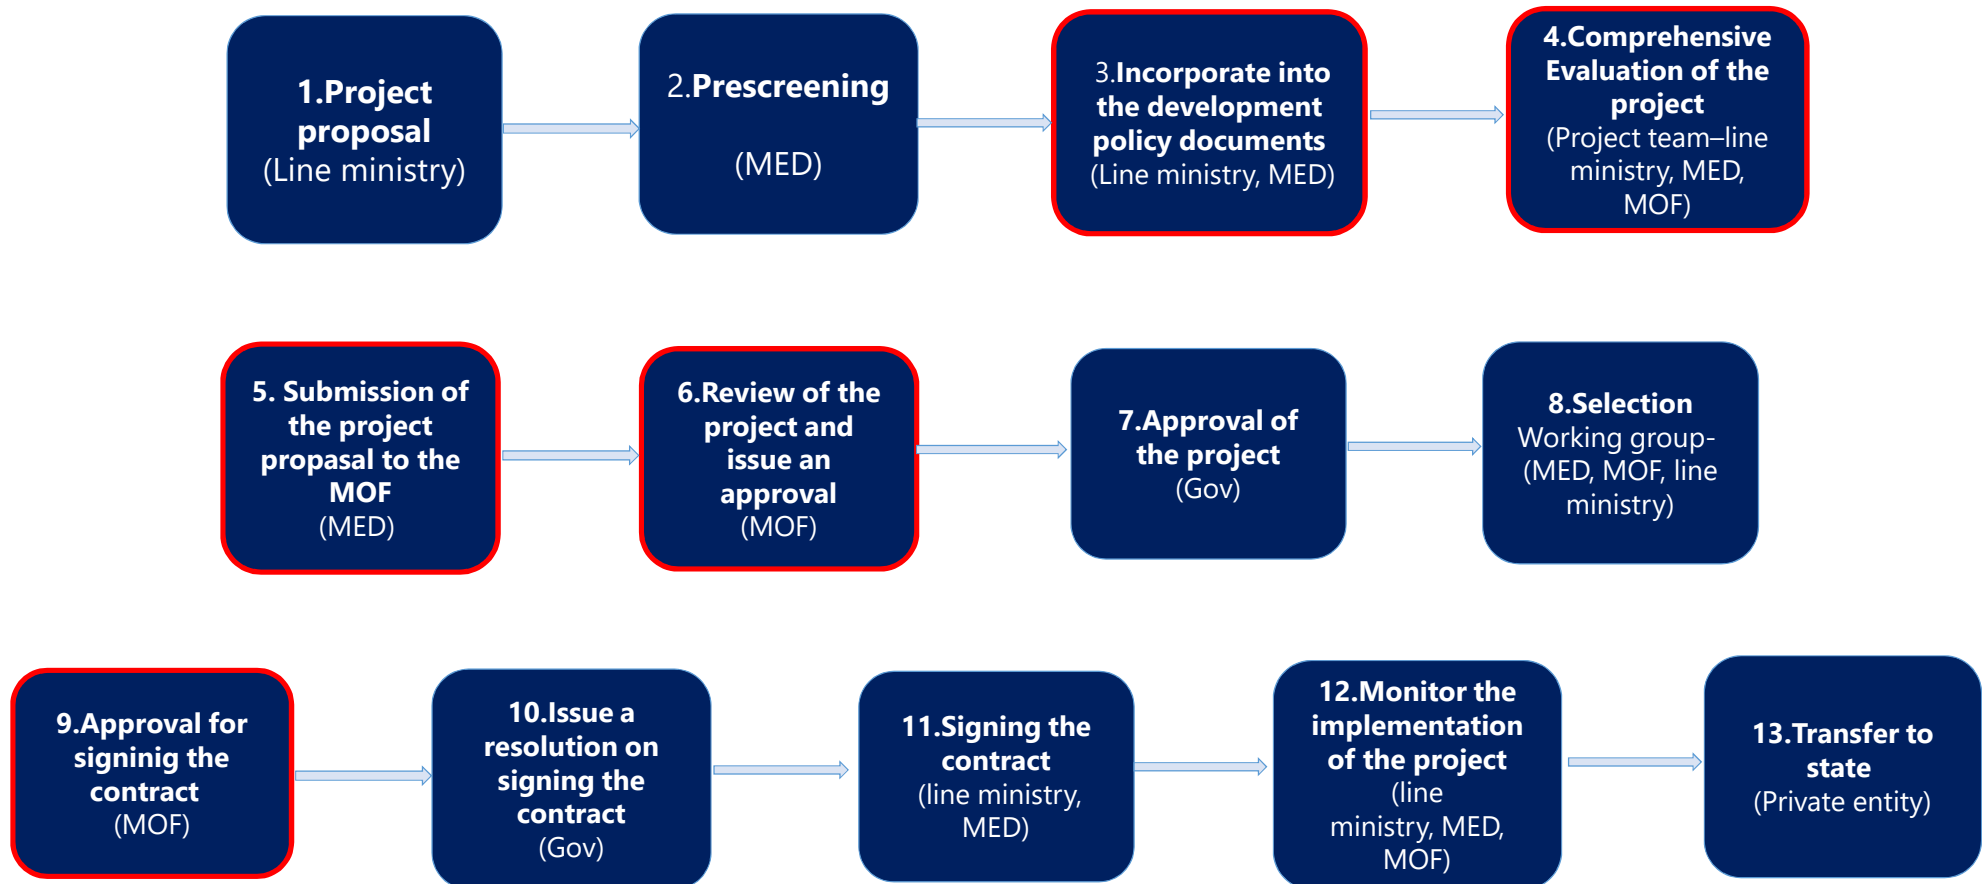 1.Project
proposal
(Line ministry)
2.Prescreening
(MED)
3.Incorporate into
the development
policy documents
(Line ministry, MED)
4.Comprehensive
Evaluation of the
project
(Project team–line
ministry, MED,
MOF)
5. Submission of
the project
propasal to the
MOF
(MED)
6.Review of the
project and
issue an
approval
(MOF)
7.Approval of
the project
(Gov)
8.Selection
Working group-
(MED, MOF, line
ministry)
9.Approval for
signinig the
contract
(MOF)
10.Issue a
resolution on
signing the
contract
(Gov)
11.Signing the
contract
(line ministry,
MED)
12.Monitor the
implementation
of the project
(line
ministry, MED,
MOF)
13.Transfer to
state
(Private entity)